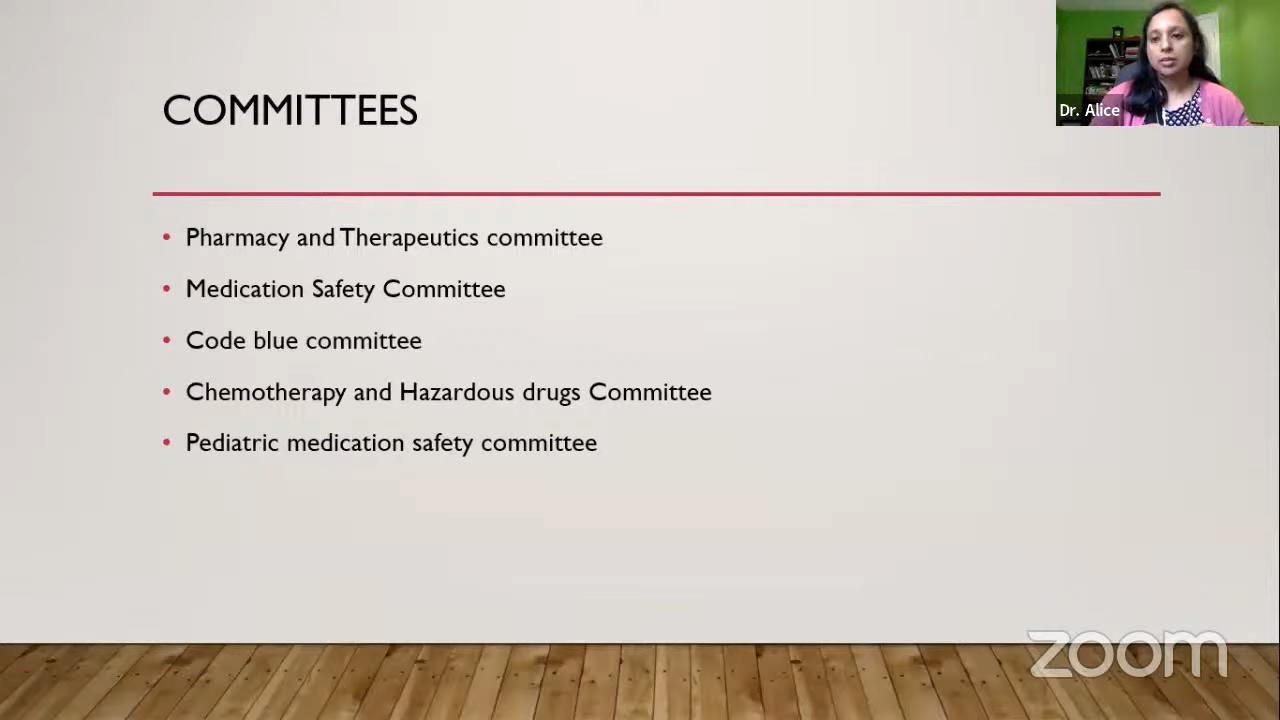 COMMITTEES
Dr. Alice
• Pharmacy and Therapeutics committee
• Medication Safety Committee
• Code blue committee
• Chemotherapy and Hazardous drugs Committee
• Pediatric medication safety committee
zoom